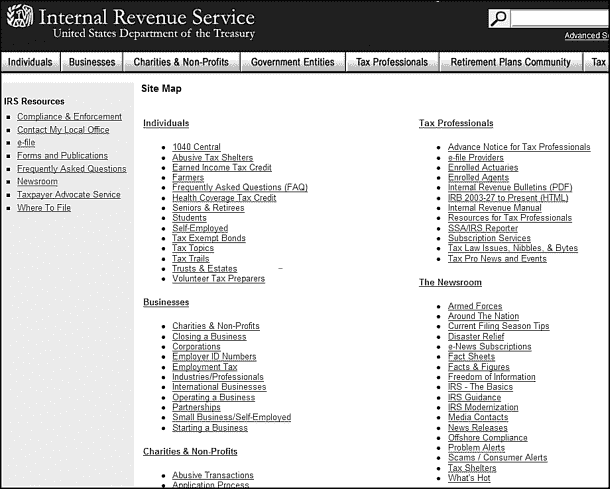 Internal Revenue Service
United States Department of the Treasury
Advanced
Individuals
Businesses
Charities & Non-Profits
Government Entities
Tax Professionals
Retirement Plans Community
Tax
IRS Resources
Compliance & Enforcement
Contact My Local Office
e-file
Forms and Publications
Frequently Asked Questions
Newsroom
Taxpayer Advocate Service
Where To File
Site Map
Individuals
1040 Central
Abusive Tax Shelters
Earned Income Tax Credit
Farmers
Frequently Asked Questions (FAQ)
Health Coverage Tax Credit
Seniors & Retirees
Students
Self-Employed
Tax Exempt Bonds
Tax Topics
Tax Trails
Trusts & Estates
Volunteer Tax Preparers
Businesses
Charities & Non-Profits
Closing a Business
Corporations
Employer ID Numbers
Employment Tax
Industries/Professionals
International Businesses
Operating a Business
Partnerships
Small Business/Self-Employed
Starting a Business
Charities & Non-Profits
Abusive Transactions
Application Process
Tax Professionals
Advance Notice for Tax Professionals
e-file Providers
Enrolled Actuaries
Enrolled Agents
Internal Revenue Bulletins (PDF)
IRB 2003-27 to Present (HTML)
Internal Revenue Manual
Resources for Tax Professionals
SSA/IRS Reporter
Subscription Services
Tax Law Issues, Nibbles, & Bytes
Tax Pro News and Events
The Newsroom
Armed Forces
Around The Nation
Current Filing Season Tips
Disaster Relief
e-News Subscriptions
Fact Sheets
Facts & Figures
Freedom of Information
IRS - The Basics
IRS Guidance
IRS Modernization
Media Contacts
News Releases
Offshore Compliance
Problem Alerts
Scams / Consumer Alerts
Tax Shelters
What's Hot